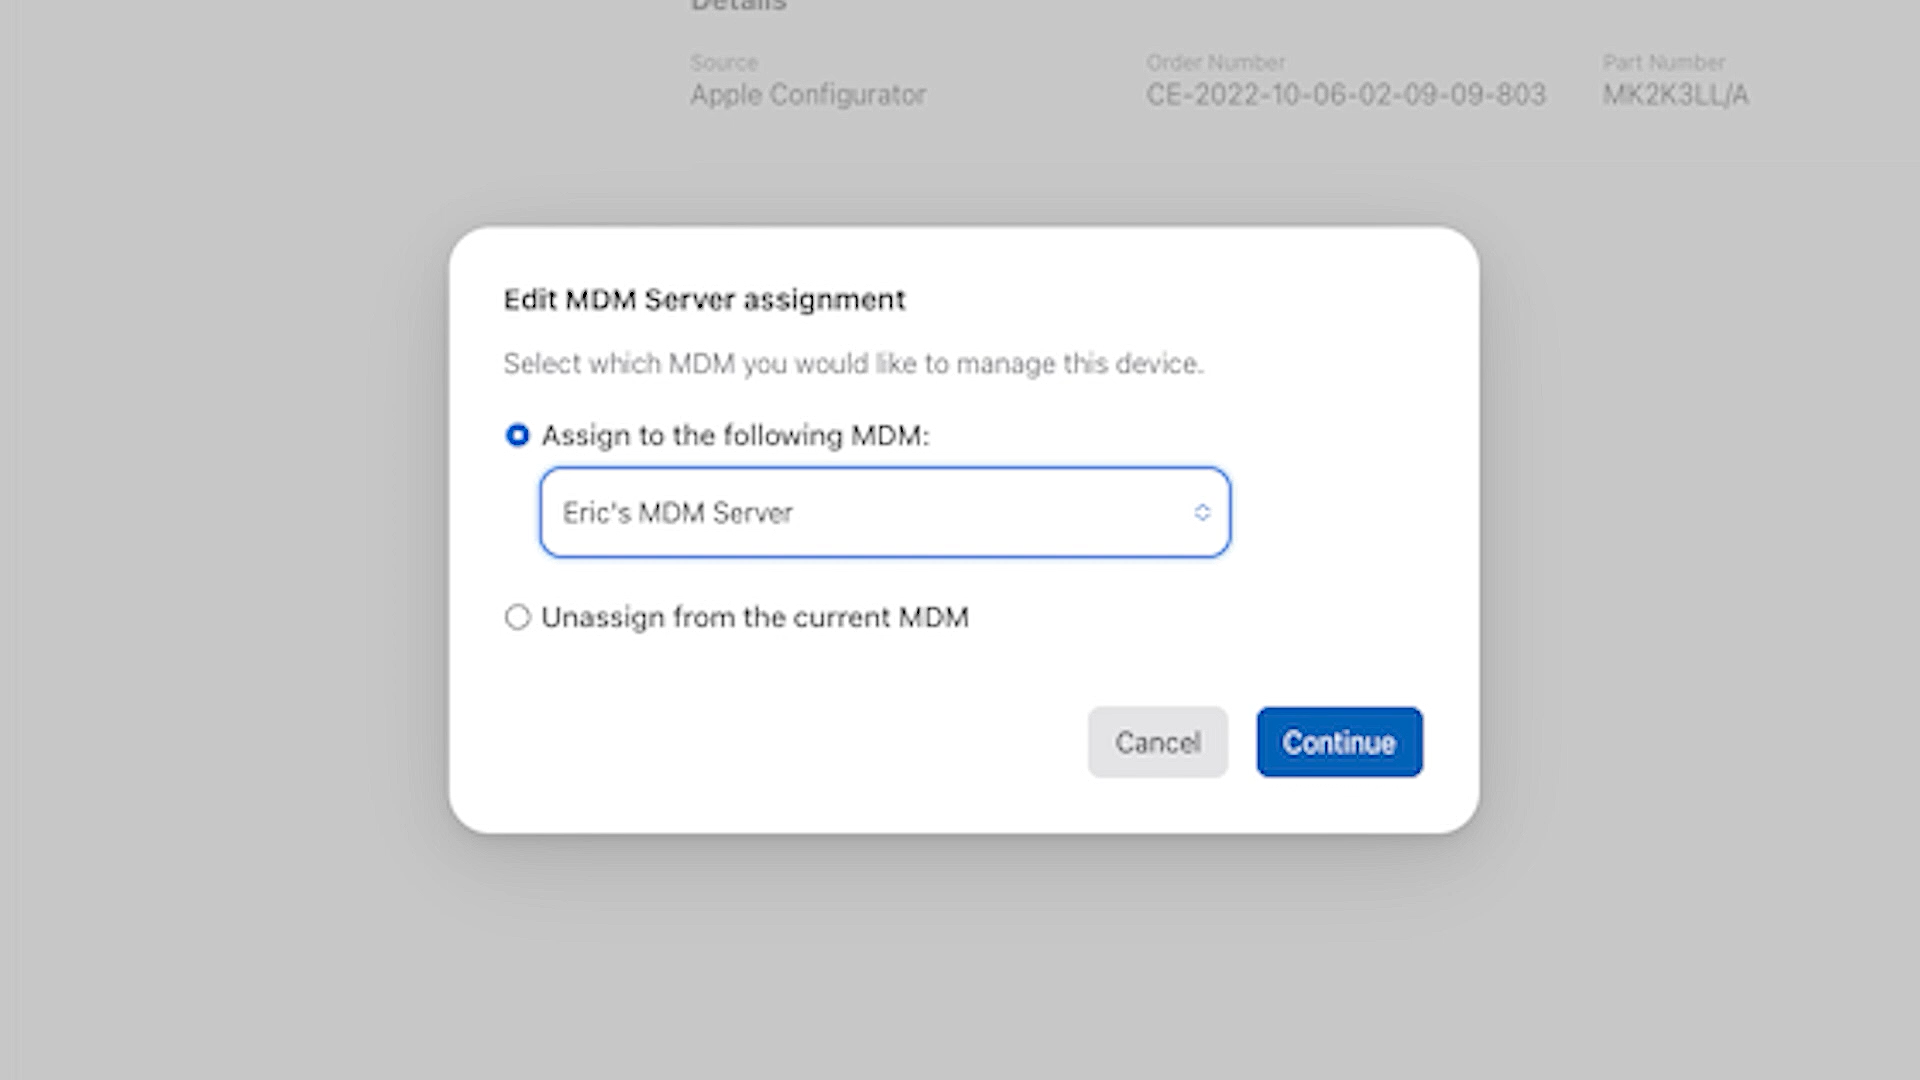 Details
Source
Order Number
Part Number
Apple Configurator
CE-2022-10-06-02-09-09-803
MK2K3LL/A
Edit MDM Server assignment
Select which MDM you would like to manage this device.
Assign to the following MDM:
Eric's MDM Server
Unassign from the current MDM
Cancel
Continue